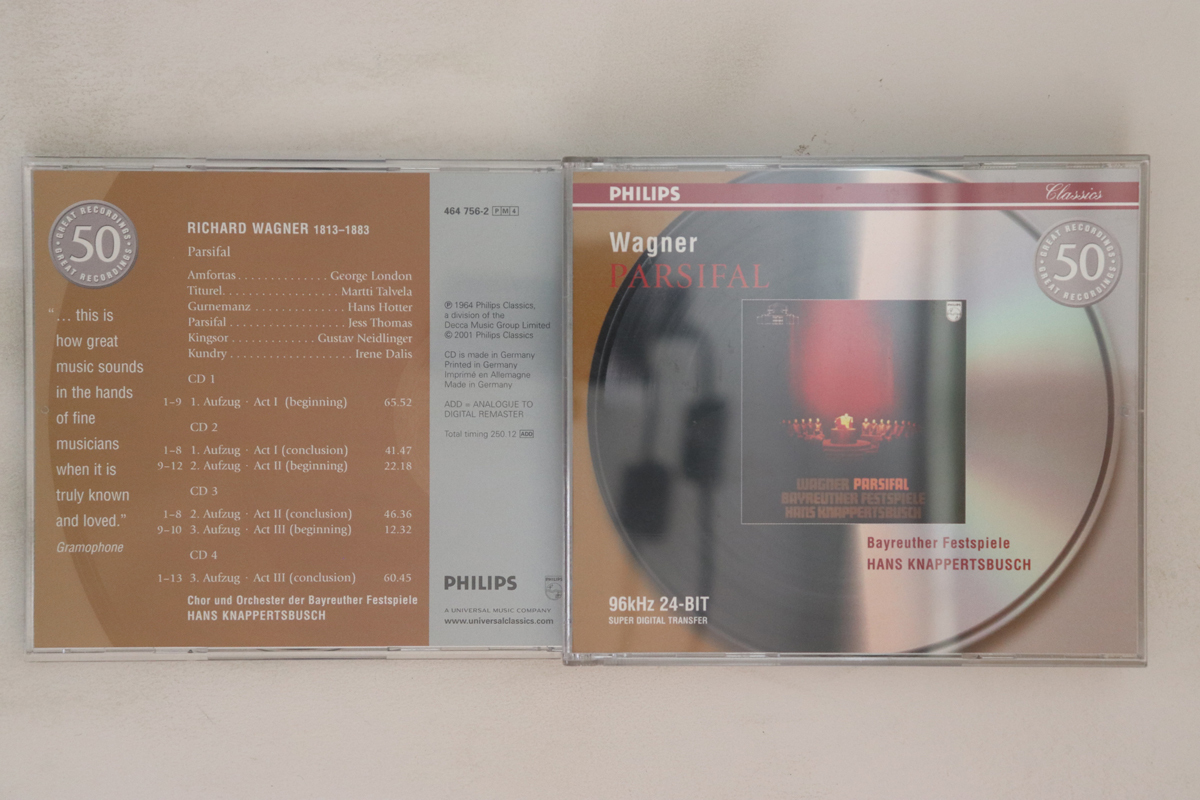 GREAT RECORDINGS
50
GREAT RECORDINGS
"... this is
how great
music sounds
in the hands
of fine
musicians
when it is
truly known
and loved."
Gramophone
RICHARD WAGNER 1813–1883
Parsifal
Amfortas . . . . . . . . . . . . . . George London
Titurel. . . . . . . . . . . . . . . . . . Martti Talvela
Gurnemanz . . . . . . . . . . . . . . . Hans Hotter
Parsifal . . . . . . . . . . . . . . . . . . . Jess Thomas
Kingsor . . . . . . . . . . . . . Gustav Neidlinger
Kundry . . . . . . . . . . . . . . . . . . . Irene Dalis
CD 1
1–9 1. Aufzug · Act I (beginning) 65.52
CD 2
1–8 1. Aufzug · Act I (conclusion) 41.47
9–12 2. Aufzug · Act II (beginning) 22.18
CD 3
1–8 2. Aufzug · Act II (conclusion) 46.36
9–10 3. Aufzug · Act III (beginning) 12.32
CD 4
1–13 3. Aufzug · Act III (conclusion) 60.45
Chor und Orchester der Bayreuther Festspiele
HANS KNAPPERTSBUSCH
464 756-2 PM4
℗ 1964 Philips Classics,
a division of the
Decca Music Group Limited
© 2001 Philips Classics
CD is made in Germany
Printed in Germany
Imprimé en Allemagne
Made in Germany
ADD = ANALOGUE TO
DIGITAL REMASTER
Total timing 250.12 ADD
PHILIPS
A UNIVERSAL MUSIC COMPANY
www.universalclassics.com
PHILIPS Classics
Wagner
PARSIFAL
GREAT RECORDINGS
50
GREAT RECORDINGS
WAGNER PARSIFAL
BAYREUTHER FESTSPIELE
HANS KNAPPERTSBUSCH
Bayreuther Festspiele
HANS KNAPPERTSBUSCH
96kHz 24-BIT
SUPER DIGITAL TRANSFER